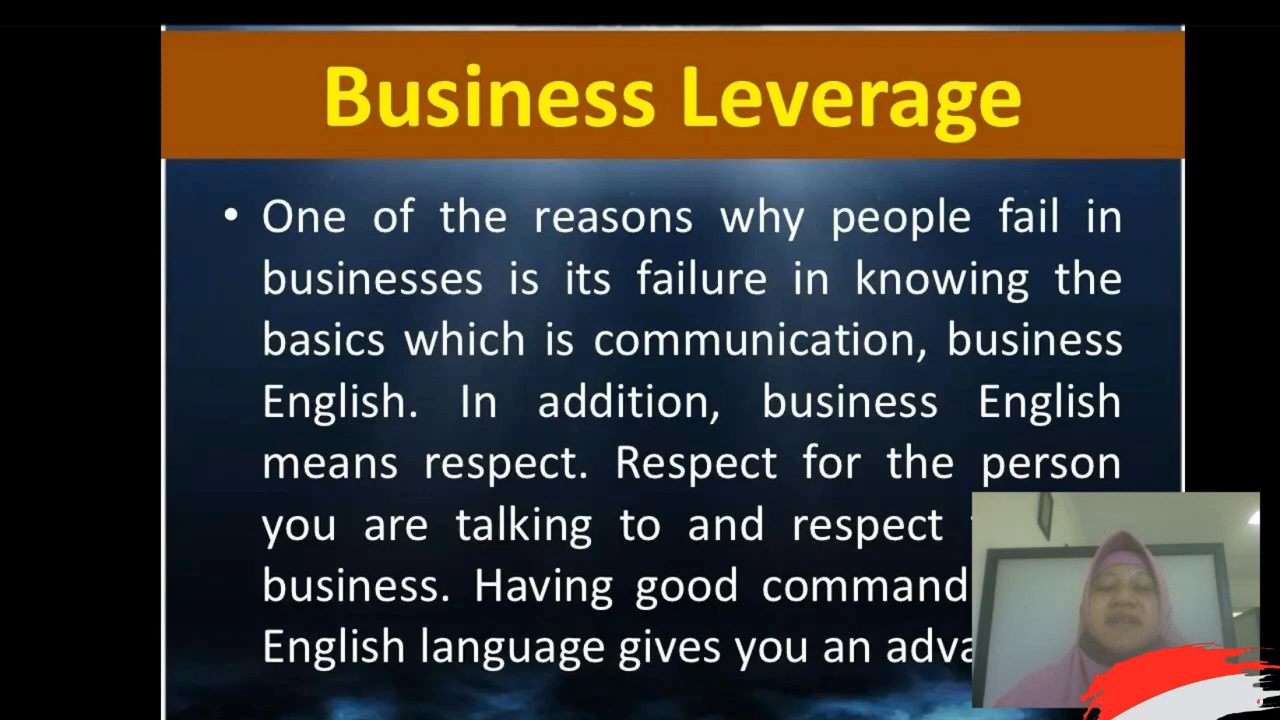 Business Leverage
• One of the reasons why people fail in
businesses is its failure in knowing the
basics which is communication, business
English. In addition, business English
means respect. Respect for the person
you are talking to and respect
business. Having good command
English language gives you an